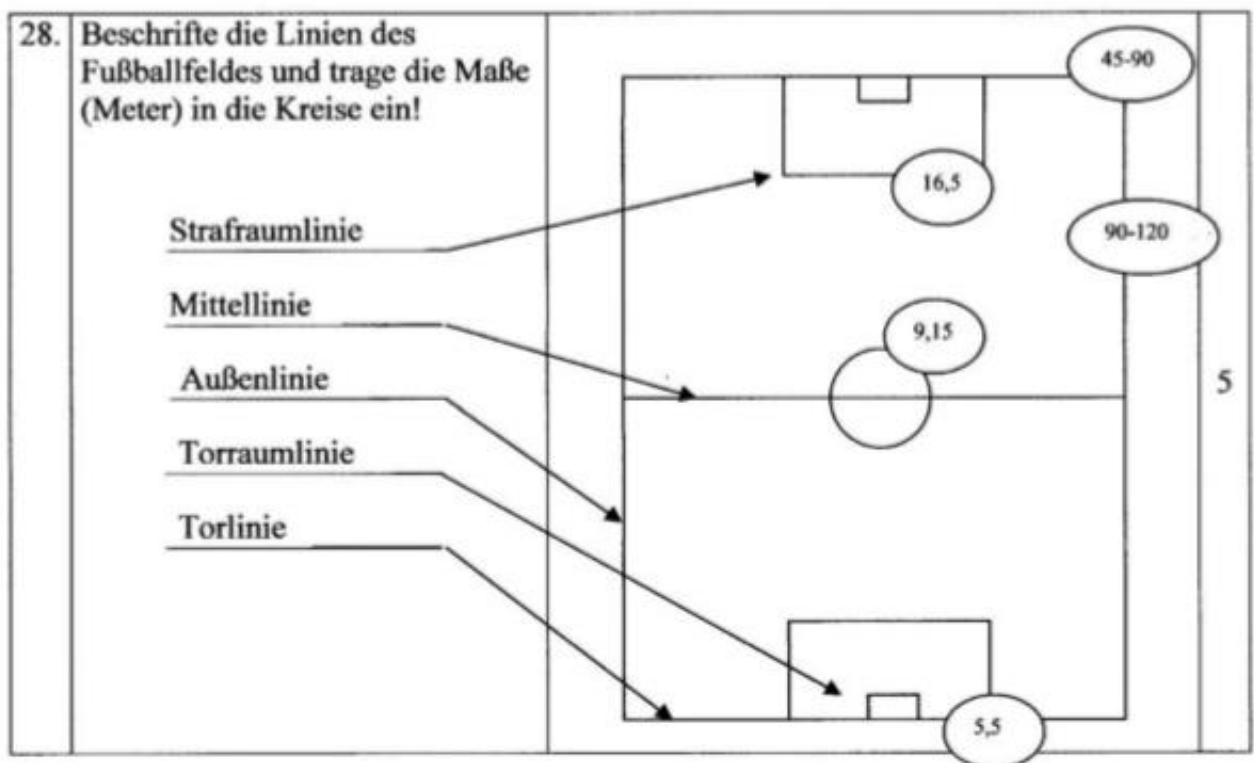 28.
Beschrifte die Linien des
Fußballfeldes und trage die Maße
(Meter) in die Kreise ein!
Strafraumlinie
Mittellinie
Außenlinie
Torraumlinie
Torlinie
45-90
16,5
90-120
9,15
5,5
5